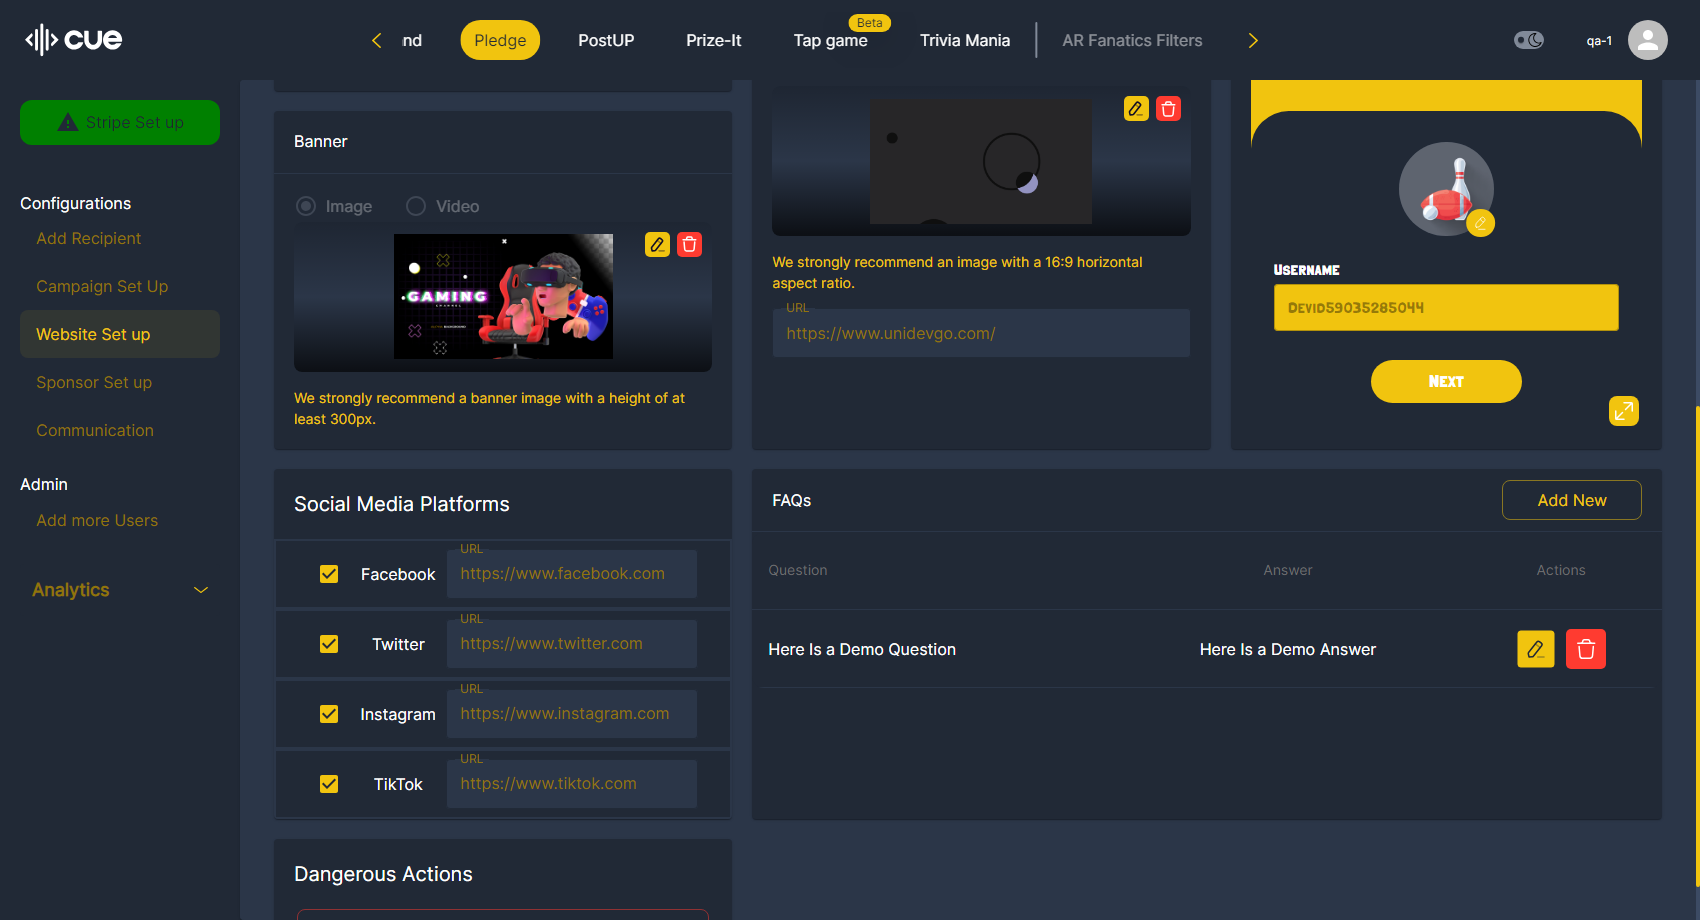 cue
nd
Pledge
PostUP
Prize-It
Beta
Tap game
Trivia Mania
AR Fanatics Filters
qa-1
Stripe Set up
Configurations
Add Recipient
Campaign Set Up
Website Set up
Sponsor Set up
Communication
Admin
Add more Users
Analytics
Banner
Image
Video
GAMING
CHANNEL
We strongly recommend a banner image with a height of at
least 300px.
We strongly recommend an image with a 16:9 horizontal
aspect ratio.
URL
https://www.unidevgo.com/
Username
Devid59035285044
Next
Social Media Platforms
Facebook
URL
https://www.facebook.com
Twitter
URL
https://www.twitter.com
Instagram
URL
https://www.instagram.com
TikTok
URL
https://www.tiktok.com
FAQs
Add New
Question
Answer
Actions
Here Is a Demo Question
Here Is a Demo Answer
Dangerous Actions